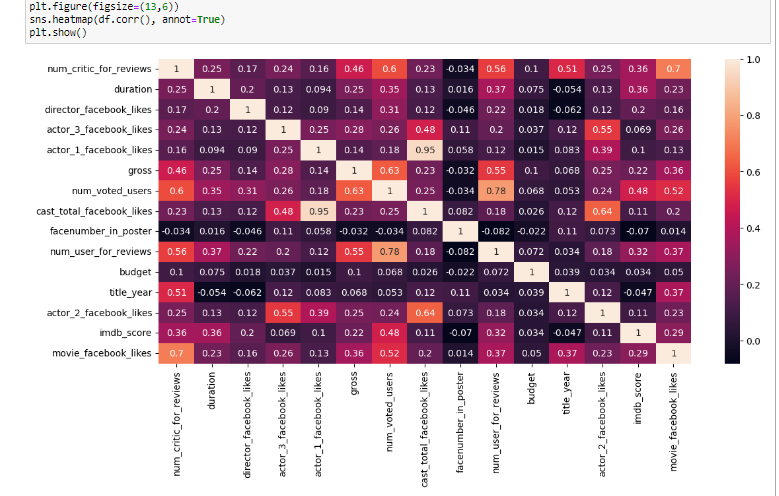 plt.figure(figsize=(13,6))
sns.heatmap(df.corr(), annot=True)
plt.show()
num_critic_for_reviews 1 0.25 0.17 0.24 0.16 0.46 0.6 0.23 -0.034 0.56 0.1 0.51 0.25 0.36 0.7
duration 0.25 1 0.2 0.13 0.094 0.25 0.35 0.13 0.016 0.37 0.075 -0.054 0.13 0.36 0.23
director_facebook_likes 0.17 0.2 1 0.12 0.09 0.14 0.31 0.12 -0.046 0.22 0.018 -0.062 0.12 0.2 0.16
actor_3_facebook_likes 0.24 0.13 0.12 1 0.25 0.28 0.26 0.48 0.11 0.2 0.037 0.12 0.55 0.069 0.26
actor_1_facebook_likes 0.16 0.094 0.09 0.25 1 0.14 0.18 0.95 0.058 0.12 0.015 0.083 0.39 0.1 0.13
gross 0.46 0.25 0.14 0.28 0.14 1 0.63 0.23 -0.032 0.55 0.1 0.068 0.25 0.22 0.36
num_voted_users 0.6 0.35 0.31 0.26 0.18 0.63 1 0.25 -0.034 0.78 0.068 0.053 0.24 0.48 0.52
cast_total_facebook_likes 0.23 0.13 0.12 0.48 0.95 0.23 0.25 1 0.082 0.18 0.026 0.12 0.64 0.11 0.2
facenumber_in_poster -0.034 0.016 -0.046 0.11 0.058 -0.032 -0.034 0.082 1 -0.082 -0.022 0.11 0.073 -0.07 0.014
num_user_for_reviews 0.56 0.37 0.22 0.2 0.12 0.55 0.78 0.18 -0.082 1 0.072 0.034 0.18 0.32 0.37
budget 0.1 0.075 0.018 0.037 0.015 0.1 0.068 0.026 -0.022 0.072 1 0.039 0.034 0.034 0.05
title_year 0.51 -0.054 -0.062 0.12 0.083 0.068 0.053 0.12 0.11 0.034 0.039 1 0.12 -0.047 0.37
actor_2_facebook_likes 0.25 0.13 0.12 0.55 0.39 0.25 0.24 0.64 0.073 0.18 0.034 0.12 1 0.11 0.23
imdb_score 0.36 0.36 0.2 0.069 0.1 0.22 0.48 0.11 -0.07 0.32 0.034 -0.047 0.11 1 0.29
movie_facebook_likes 0.7 0.23 0.16 0.26 0.13 0.36 0.52 0.2 0.014 0.37 0.05 0.37 0.23 0.29 1
num_critic_for_reviews
duration
director_facebook_likes
actor_3_facebook_likes
actor_1_facebook_likes
gross
num_voted_users
cast_total_facebook_likes
facenumber_in_poster
num_user_for_reviews
budget
title_year
actor_2_facebook_likes
imdb_score
movie_facebook_likes
1.0
0.8
0.6
0.4
0.2
0.0